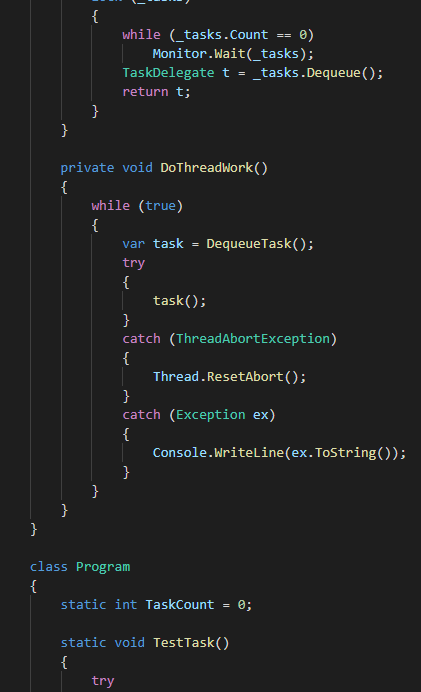 {
while (_tasks.Count == 0)
Monitor.Wait(_tasks);
TaskDelegate t = _tasks.Dequeue();
return t;
}
}
private void DoThreadWork()
{
while (true)
{
var task = DequeueTask();
try
{
task();
}
catch (ThreadAbortException)
{
Thread.ResetAbort();
}
catch (Exception ex)
{
Console.WriteLine(ex.ToString());
}
}
}
}
class Program
{
static int TaskCount = 0;
static void TestTask()
{
try